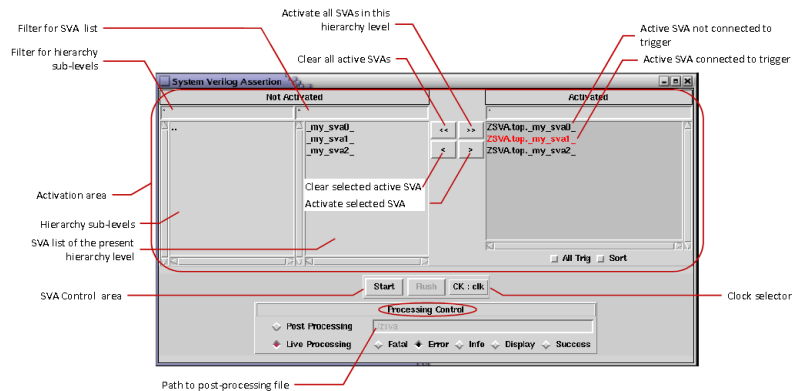 Activate all SVAs in this
hierarchy level
Filter for SVA list
Active SVA not connected to
trigger
Filter for hierarchy
sub-levels
Clear all active SVAs
Active SVA connected to trigger
System Verilog Assertion
Not Activated
Activated
*
*
..
_my_sva0_
_my_sva1_
_my_sva2_
<<
>>
<
>
ZSVA.top._my_sva0_
ZSVA.top._my_sva1_
ZSVA.top._my_sva2_
Clear selected active SVA
Activate selected SVA
Activation area
Hierarchy sub-levels
SVA list of the present
hierarchy level
All Trig
Sort
SVA Control area
Start
Flush
CK : clk
Clock selector
Processing Control
Post Processing
Live Processing
Fatal
Error
Info
Display
Success
Path to post-processing file